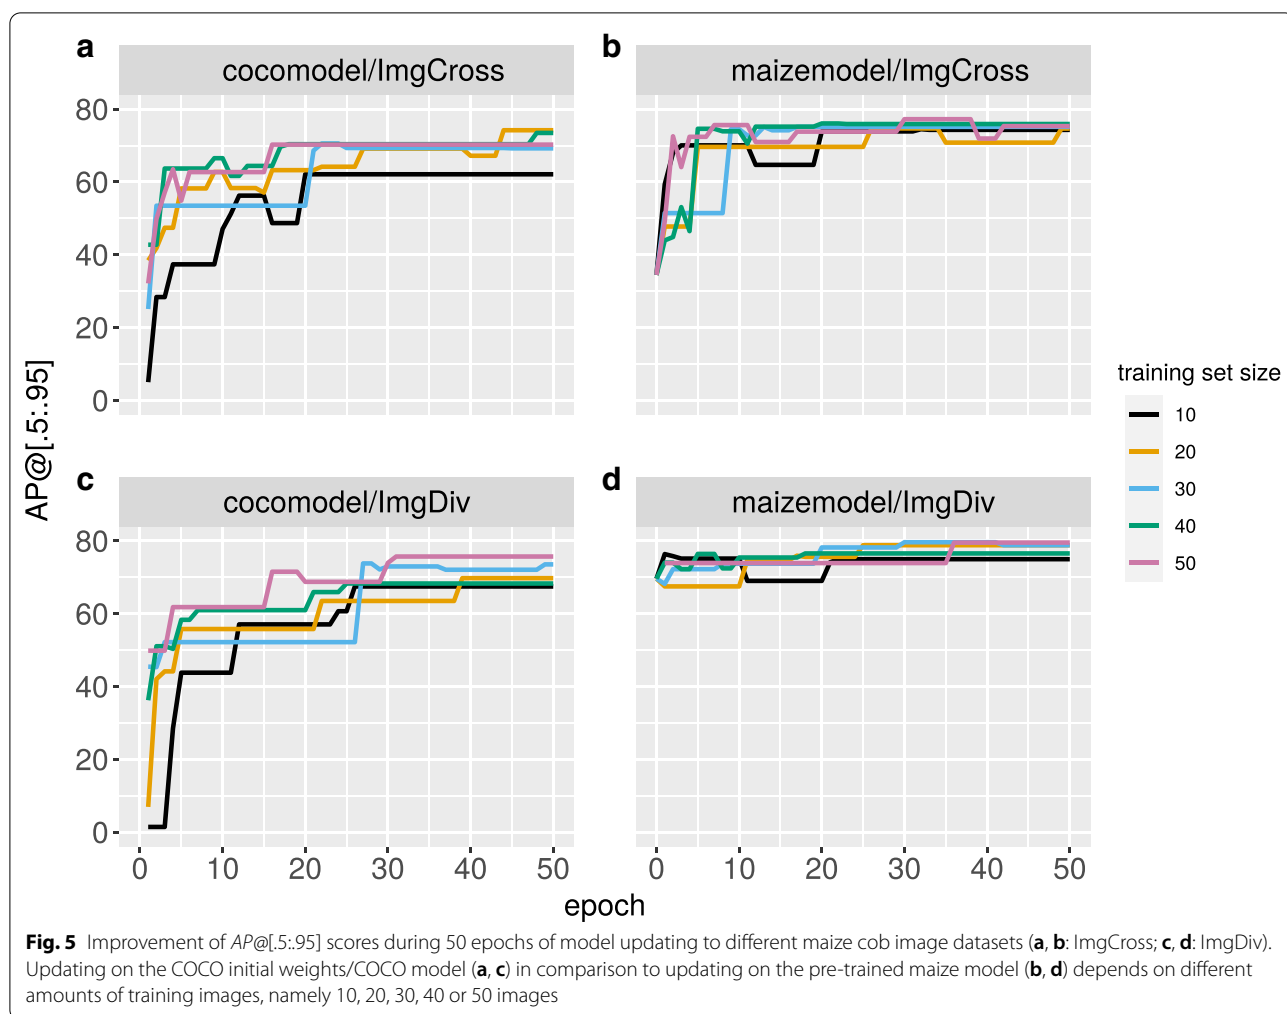 a
cocomodel/ImgCross
b
maizemodel/ImgCross
80
60
40
20
0
c
cocomodel/ImgDiv
d
maizemodel/ImgDiv
80
60
40
20
0
0 10 20 30 40 50
0 10 20 30 40 50
AP@[.5:.95]
epoch
training set size
10
20
30
40
50
Fig. 5 Improvement of AP@[.5:.95] scores during 50 epochs of model updating to different maize cob image datasets (a, b: ImgCross; c, d: ImgDiv).
Updating on the COCO initial weights/COCO model (a, c) in comparison to updating on the pre-trained maize model (b, d) depends on different
amounts of training images, namely 10, 20, 30, 40 or 50 images